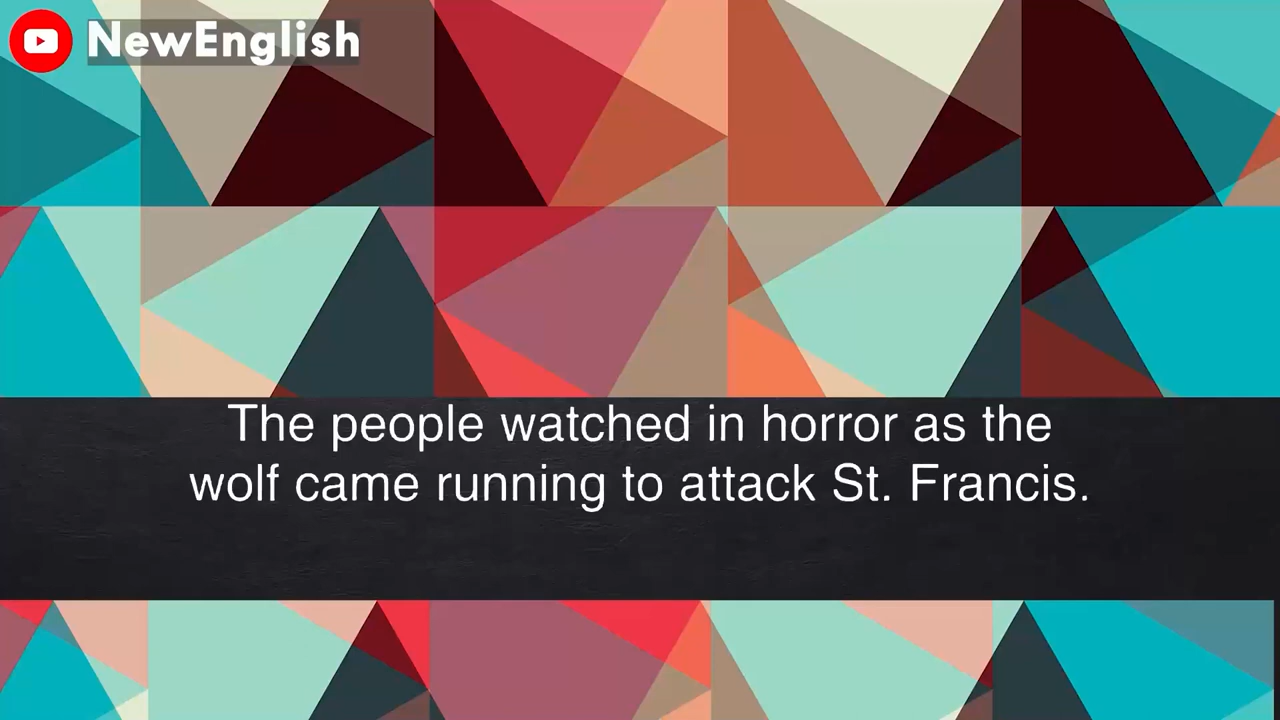 NewEnglish
The people watched in horror as the
wolf came running to attack St. Francis.